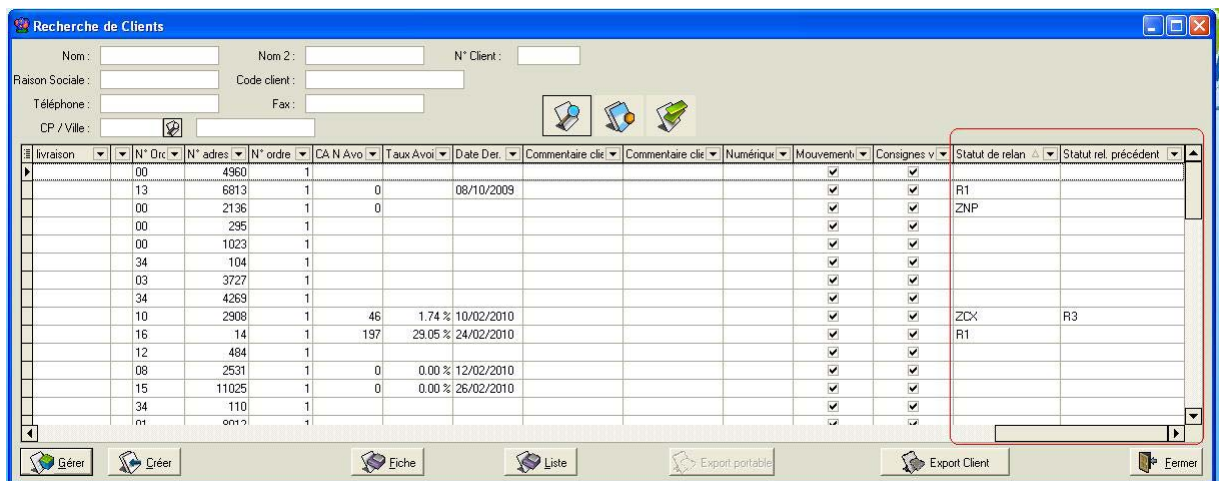 Recherche de Clients
Nom : Nom 2 : N° Client :
Raison Sociale : Code client :
Téléphone : Fax :
CP / Ville :
livraison N° Orc N° adres N° ordre CA N Avo Taux Avoi Date Der. Commentaire clie Commentaire clie Numérique Mouvement Consignes v Statut de relan Statut rel. précédent
00 4960 1
13 6813 1 0 08/10/2009 R1
00 2136 1 0 ZNP
00 295 1
00 1023 1
34 104 1
03 3727 1
34 4269 1
10 2908 1 46 1.74 % 10/02/2010 ZCX R3
16 14 1 197 29.05 % 24/02/2010 R1
12 484 1
08 2531 1 0 0.00 % 12/02/2010
15 11025 1 0 0.00 % 26/02/2010
34 110 1
01 8012 1
Gérer Créer Fiche Liste Export portable Export Client Fermer